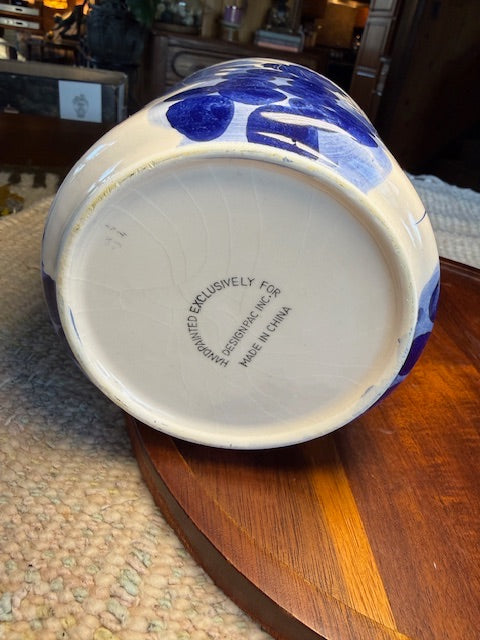 HANDPAINTED EXCLUSIVELY FOR
DESIGNPAC INC.
MADE IN CHINA